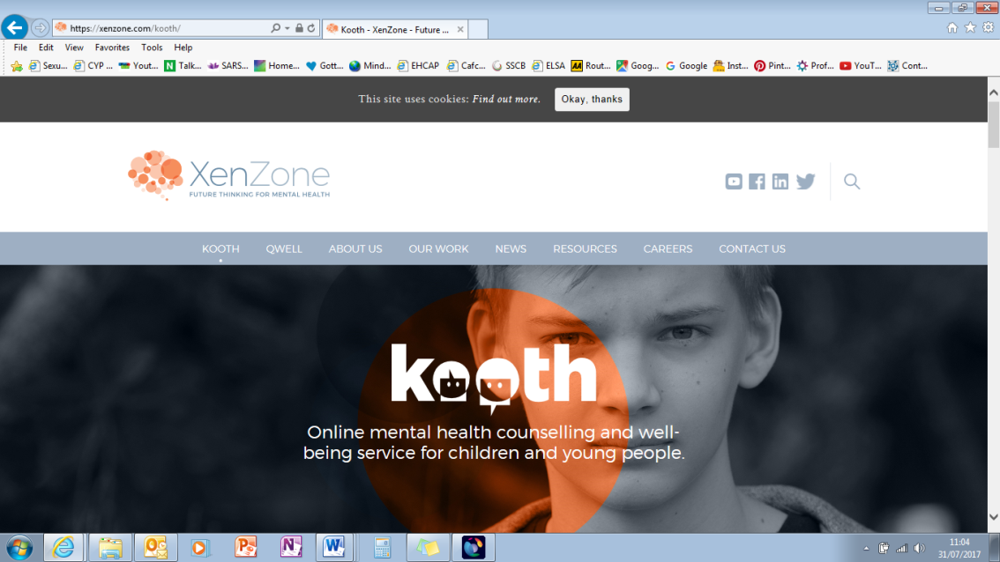 https://xenzone.com/kooth/
Kooth - XenZone - Future ...
File Edit View Favorites Tools Help
Sexu... CYP ... Yout... Talk... SARS... Home... Gott... Mind... EHCAP Cafc... SSCB ELSA Rout... Goog... Google Inst... Pint... Prof... YouT... Cont...
This site uses cookies: Find out more. Okay, thanks
XenZone
FUTURE THINKING FOR MENTAL HEALTH
KOOTH QWELL ABOUT US OUR WORK NEWS RESOURCES CAREERS CONTACT US
kooth
Online mental health counselling and well-
being service for children and young people.
11:04
31/07/2017